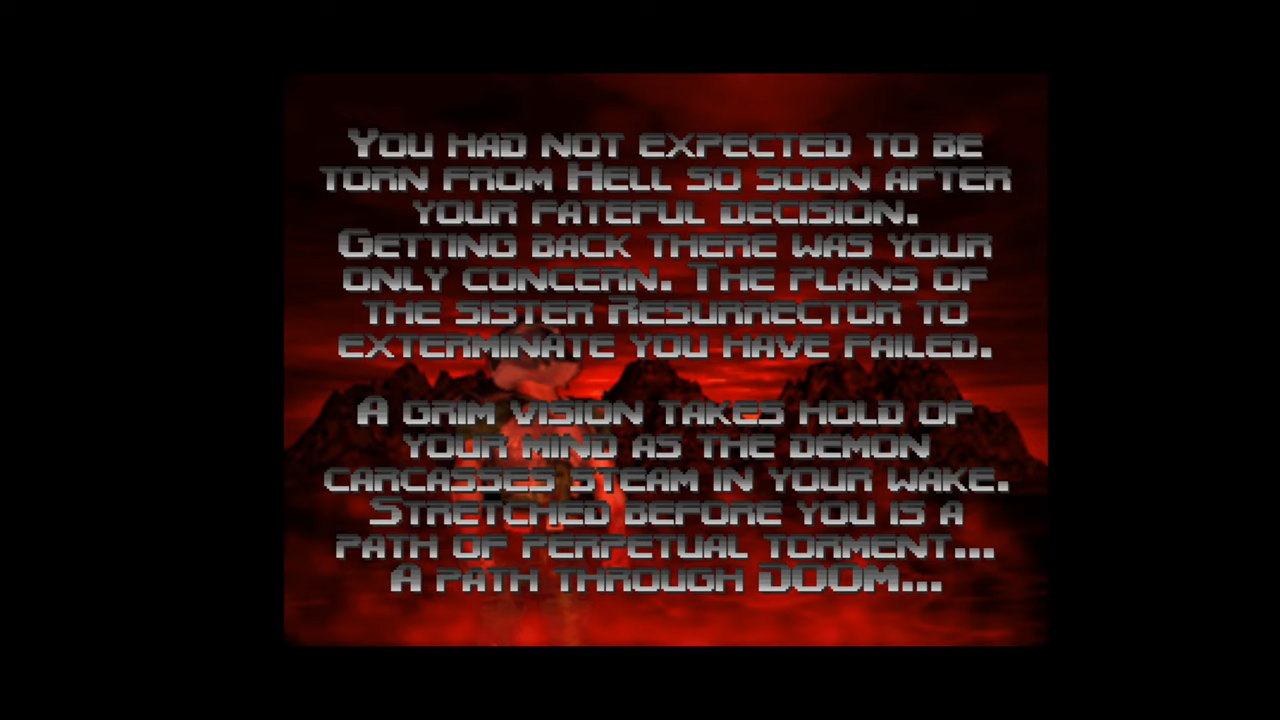 You had not expected to be
torn from Hell so soon after
your fateful decision.
Getting back there was your
only concern. The plans of
the sister Resurrector to
exterminate you have failed.
A grim vision takes hold of
your mind as the demon
carcasses steam in your wake.
Stretched before you is a
path of perpetual torment...
A path through DOOM...